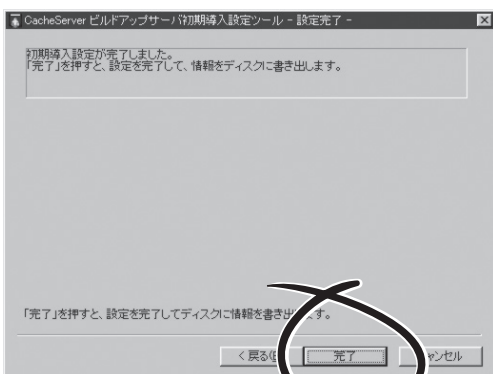 CacheServer ビルドアップサーバ初期導入設定ツール - 設定完了 -
初期導入設定が完了しました。
「完了」を押すと、設定を完了して、情報をディスクに書き出します。
「完了」を押すと、設定を完了してディスクに情報を書き出 す。
< 戻る(
完了
ャンセル